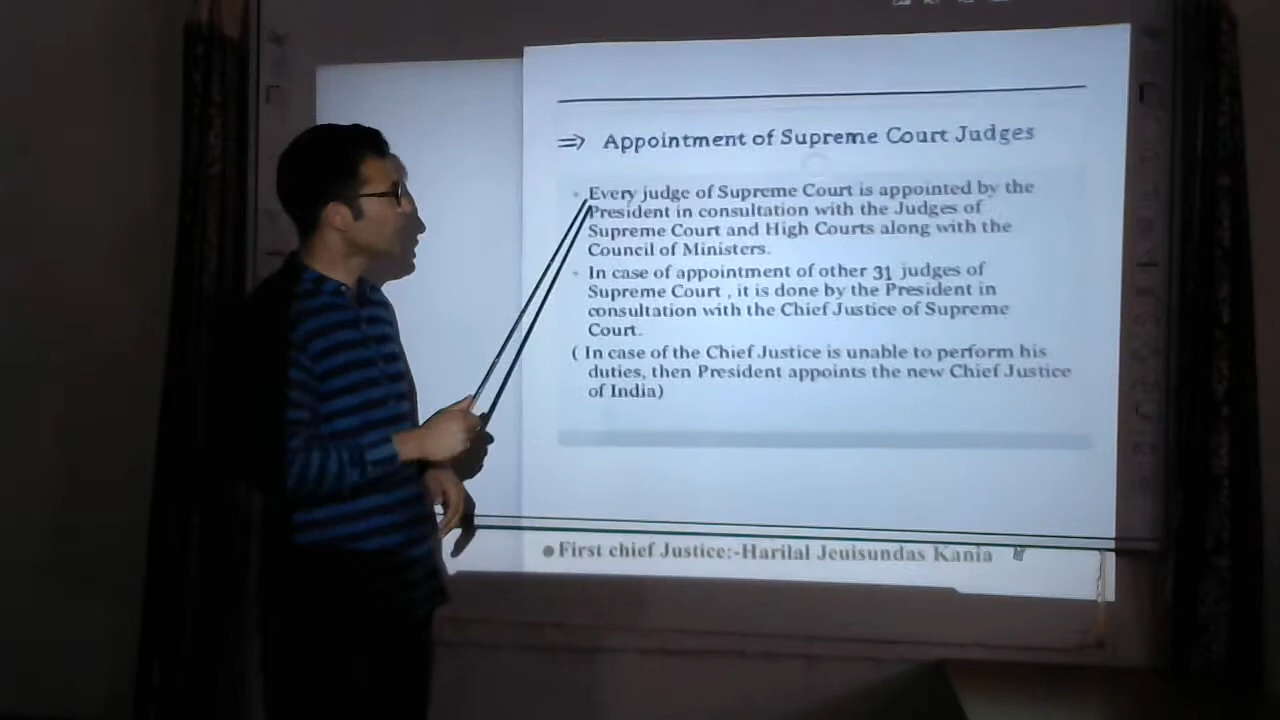 ⇒ Appointment of Supreme Court Judges
• Every judge of Supreme Court is appointed by the
President in consultation with the Judges of
Supreme Court and High Courts along with the
Council of Ministers.
• In case of appointment of other 31 judges of
Supreme Court , it is done by the President in
consultation with the Chief Justice of Supreme
Court.
( In case of the Chief Justice is unable to perform his
duties, then President appoints the new Chief Justice
of India)
●First chief Justice:-Harilal Jeuisundas Kania